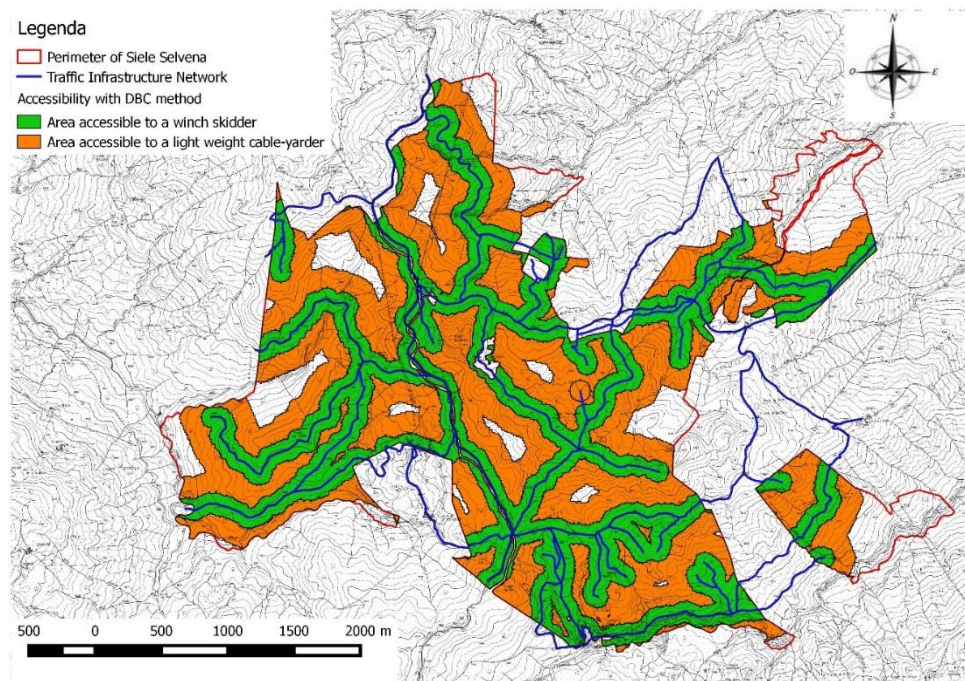 Legenda
Perimeter of Siele Selvena
Traffic Infrastructure Network
Accessibility with DBC method
Area accessible to a winch skidder
Area accessible to a light weight cable-yarder
N
O
E
S
500 0 500 1000 1500 2000 m